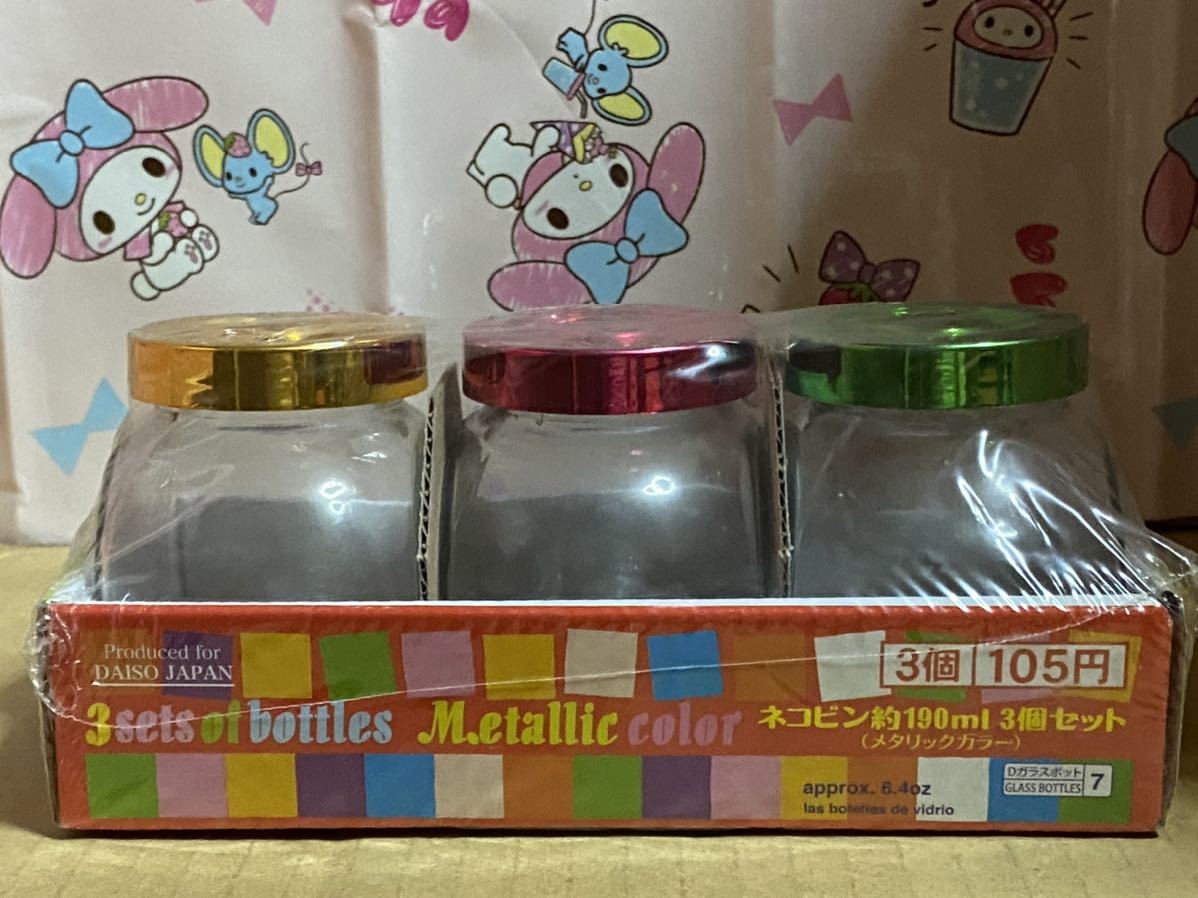 Produced for
DAISO JAPAN
3個 105円
3 sets of bottles Metallic color
ネコビン約190ml 3個セット
(メタリックカラー)
approx. 6.4oz
las botellas de vidrio
Dガラスポット
GLASS BOTTLES 7